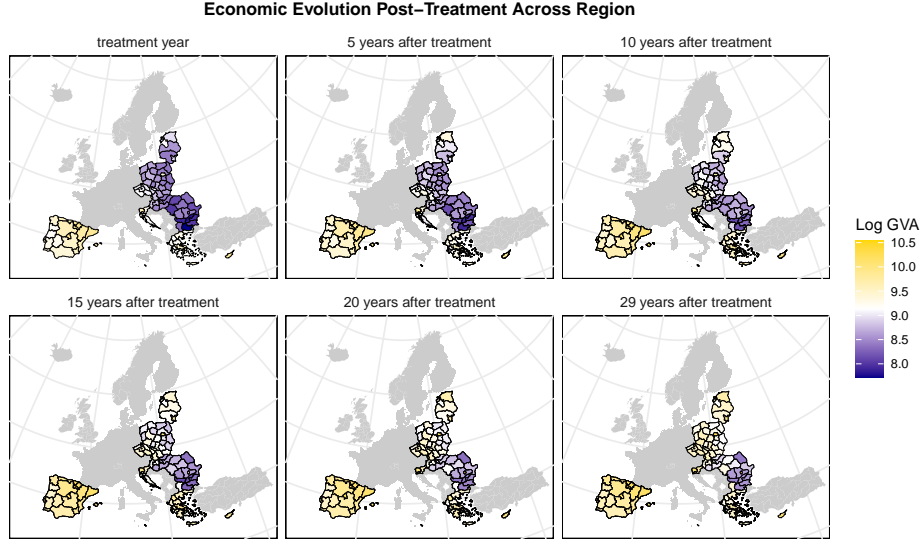 Economic Evolution Post−Treatment Across Region
treatment year
5 years after treatment
10 years after treatment
15 years after treatment
20 years after treatment
29 years after treatment
Log GVA
10.5
10.0
9.5
9.0
8.5
8.0